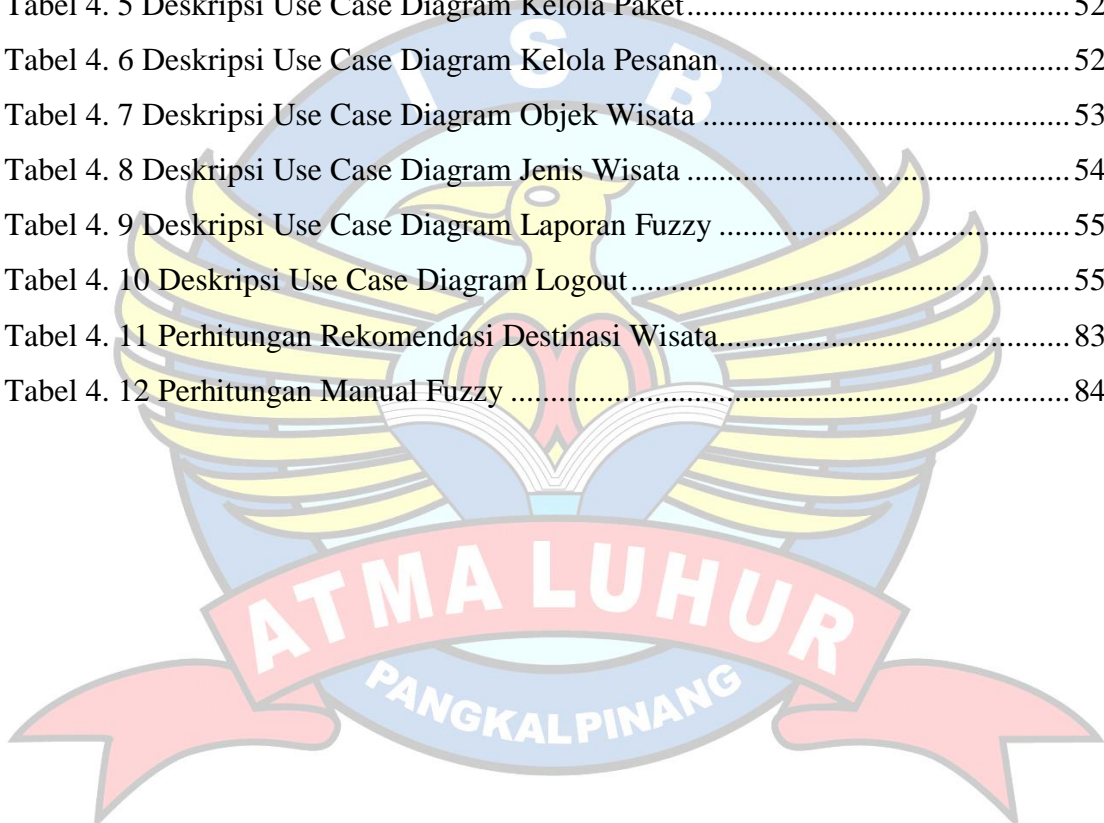 Tabel 4. 5 Deskripsi Use Case Diagram Kelola Paket.................................................. 52
Tabel 4. 6 Deskripsi Use Case Diagram Kelola Pesanan.............................................. 52
Tabel 4. 7 Deskripsi Use Case Diagram Objek Wisata ................................................ 53
Tabel 4. 8 Deskripsi Use Case Diagram Jenis Wisata .................................................. 54
Tabel 4. 9 Deskripsi Use Case Diagram Laporan Fuzzy .............................................. 55
Tabel 4. 10 Deskripsi Use Case Diagram Logout......................................................... 55
Tabel 4. 11 Perhitungan Rekomendasi Destinasi Wisata.............................................. 83
Tabel 4. 12 Perhitungan Manual Fuzzy ....................................................................... 84
I S B
ATMA LUHUR
PANGKALPINANG